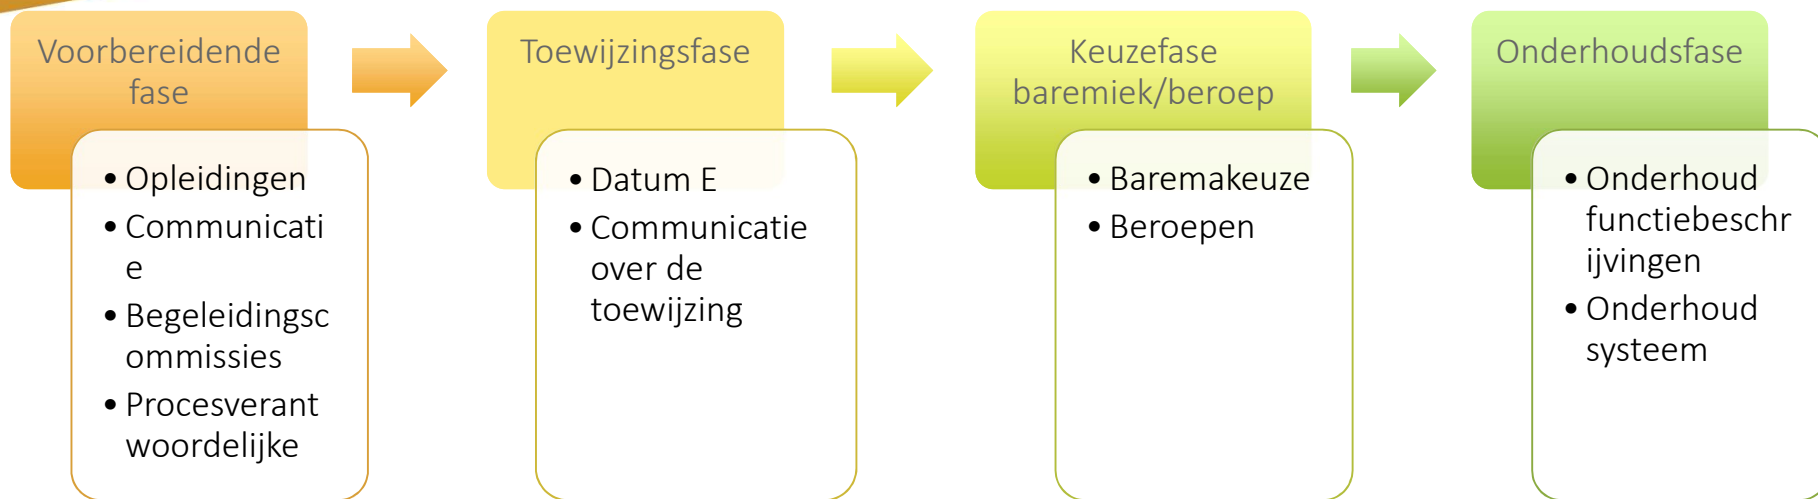 Voorbereidende
fase
• Opleidingen
• Communicati
e
• Begeleidingsc
ommissies
• Procesverant
woordelijke
Toewijzingsfase
• Datum E
• Communicatie
over de
toewijzing
Keuzefase
baremiek/beroep
• Baremakeuze
• Beroepen
Onderhoudsfase
• Onderhoud
functiebeschr
ijvingen
• Onderhoud
systeem